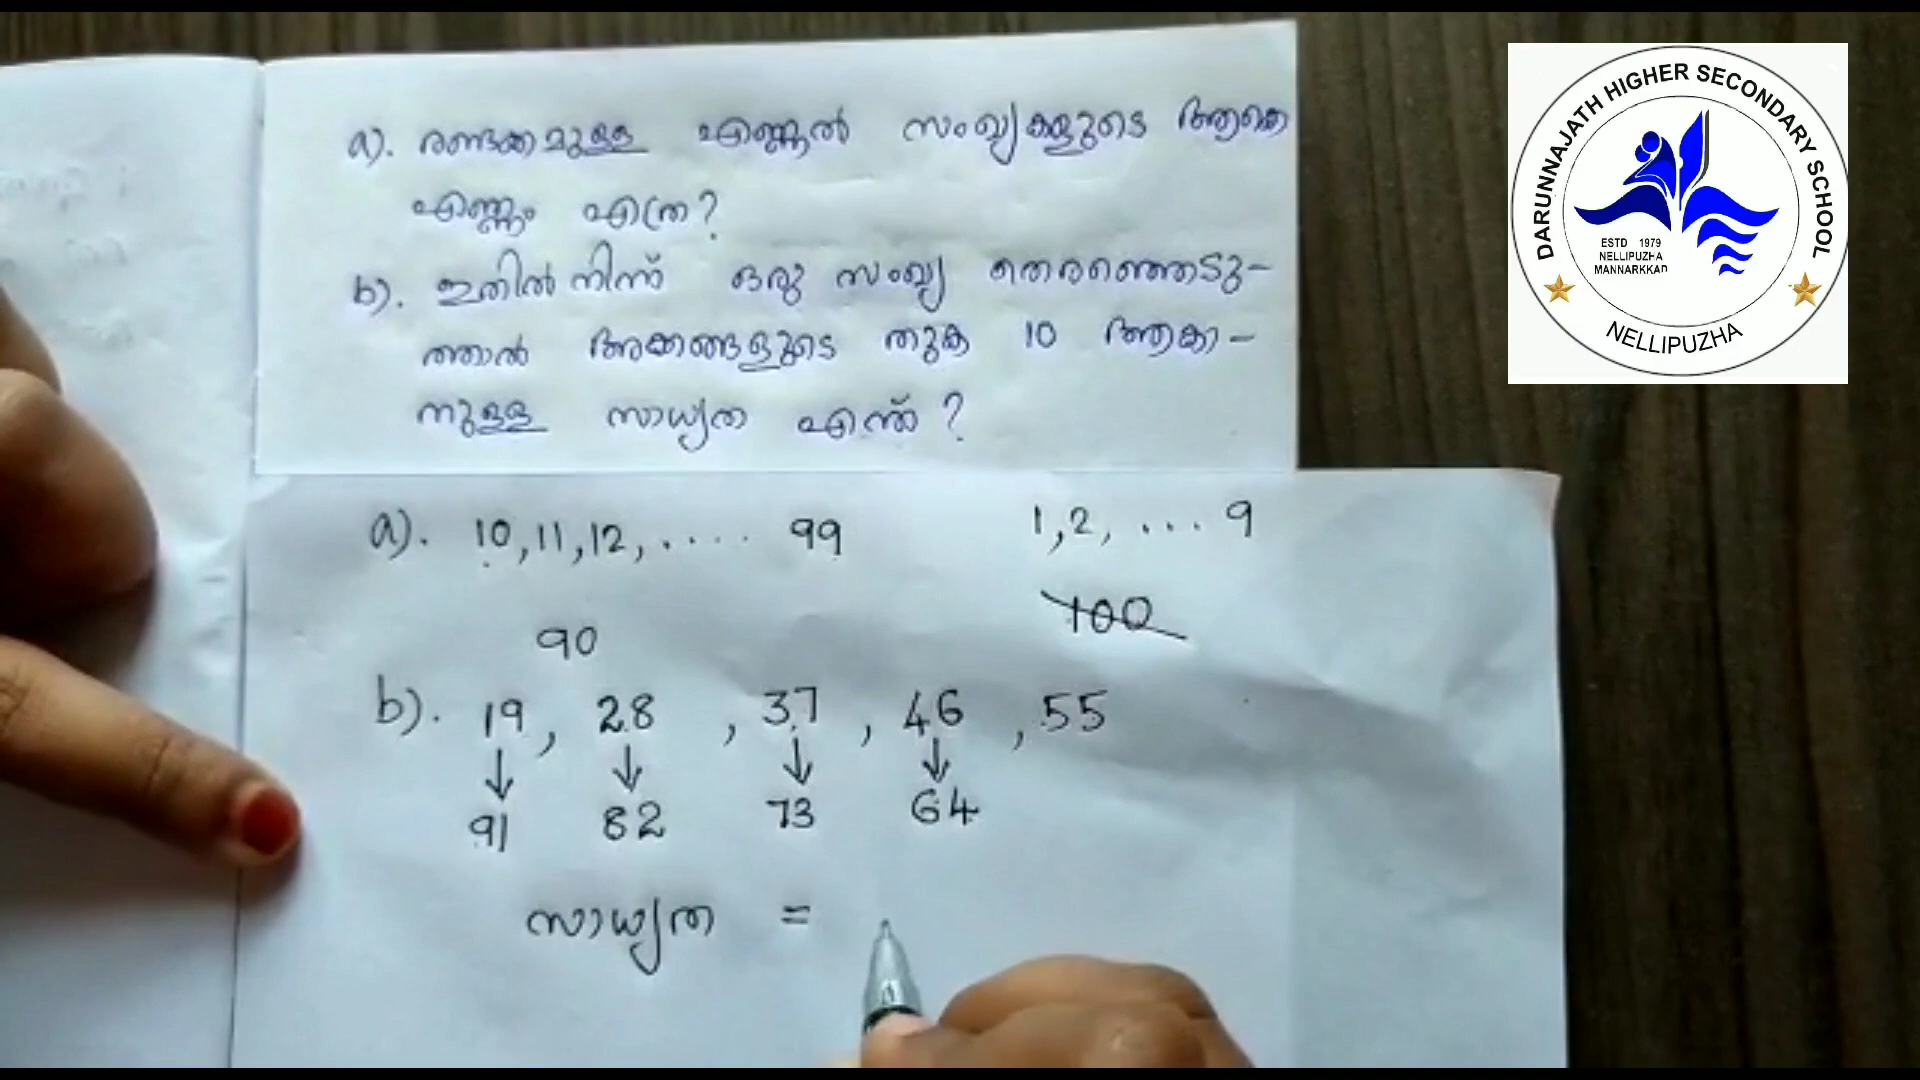 a). രണ്ടക്കമുള്ള എണ്ണൽ സംഖ്യകളുടെ ആകെ
എണ്ണം എത്ര?
b). ഇതിൽ നിന്ന് ഒരു സംഖ്യ തെരഞ്ഞെടു-
ത്താൽ അക്കങ്ങളുടെ തുക 10 ആകാ-
നുള്ള സാധ്യത എന്ത്?
a). 10, 11, 12, ..... 99 1, 2, .... 9
100
90
b). 19, 28, 37, 46, 55
↓ ↓ ↓ ↓
91 82 73 64
സാധ്യത =
DARUNNAJATH HIGHER SECONDARY SCHOOL
ESTD 1979
NELLIPUZHA
MANNARKKAD
NELLIPUZHA